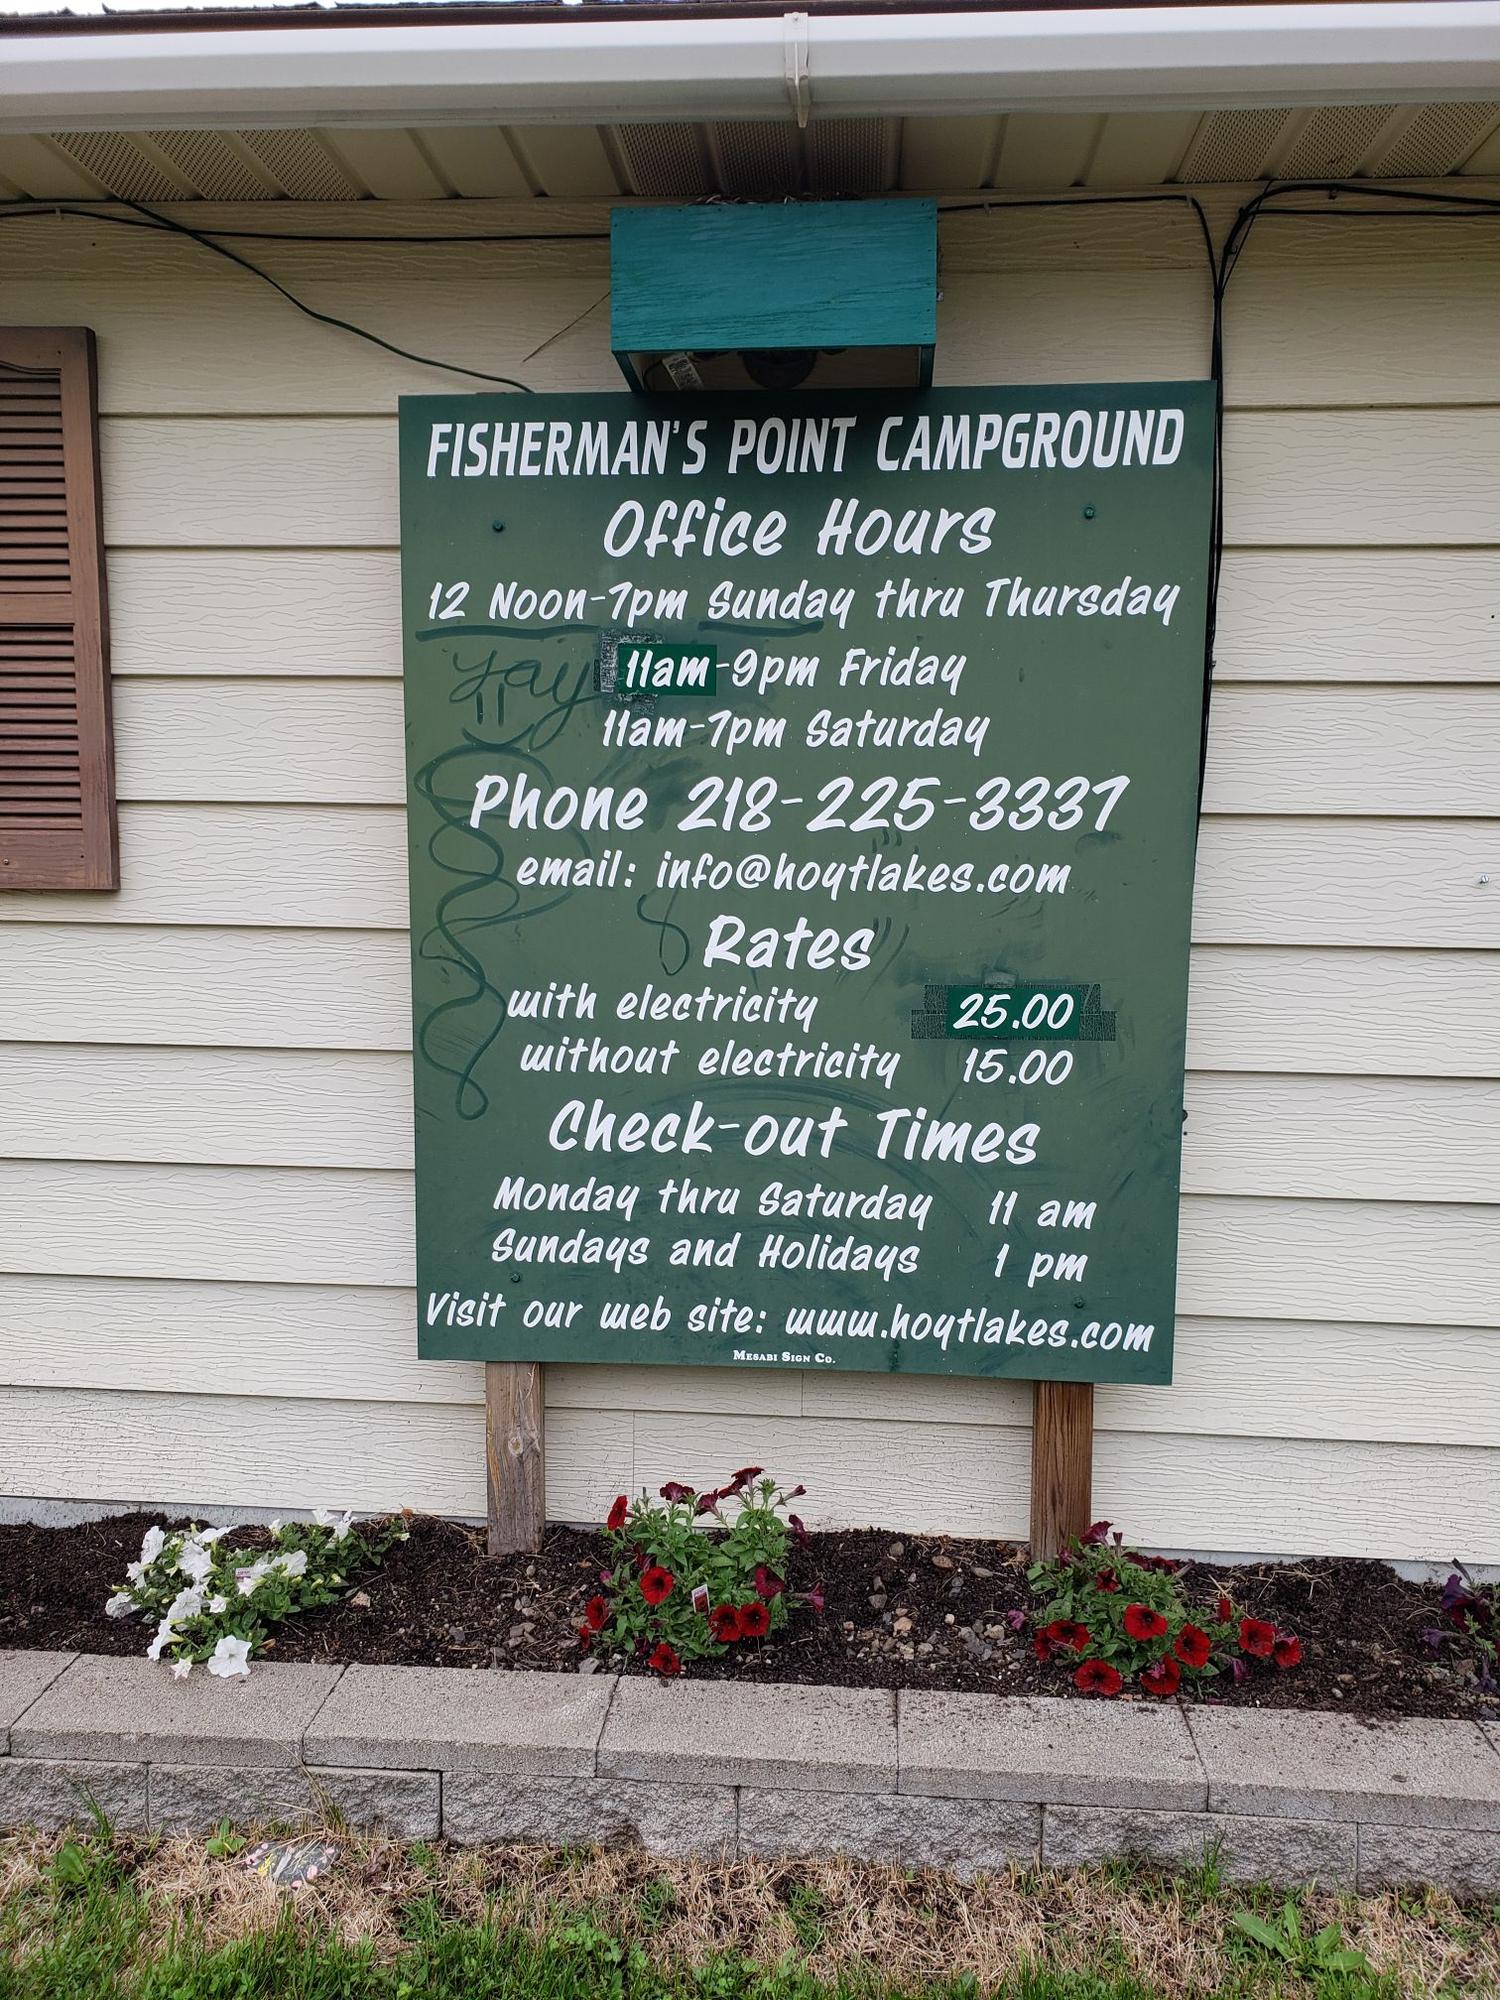 FISHERMAN'S POINT CAMPGROUND
Office Hours
12 Noon-7pm Sunday thru Thursday
11am-9pm Friday
11am-7pm Saturday
Phone 218-225-3337
email: info@hoytlakes.com
Rates
with electricity 25.00
without electricity 15.00
Check-out Times
Monday thru Saturday 11 am
Sundays and Holidays 1 pm
Visit our web site: www.hoytlakes.com
MESABI SIGN CO.